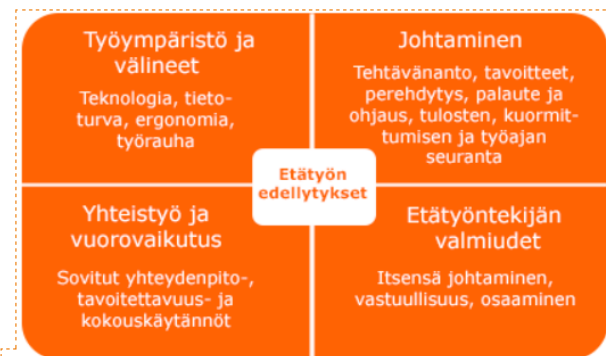 Työympäristö ja
välineet
Teknologia, tieto-
turva, ergonomia,
työrauha
Johtaminen
Tehtävänanto, tavoitteet,
perehdytys, palaute ja
ohjaus, tulosten, kuormit-
tumisen ja työajan
seuranta
Etätyön
edellytykset
Yhteistyö ja
vuorovaikutus
Sovitut yhteydenpito-,
tavoitettavuus- ja
kokouskäytännöt
Etätyöntekijän
valmiudet
Itsensä johtaminen,
vastuullisuus, osaaminen